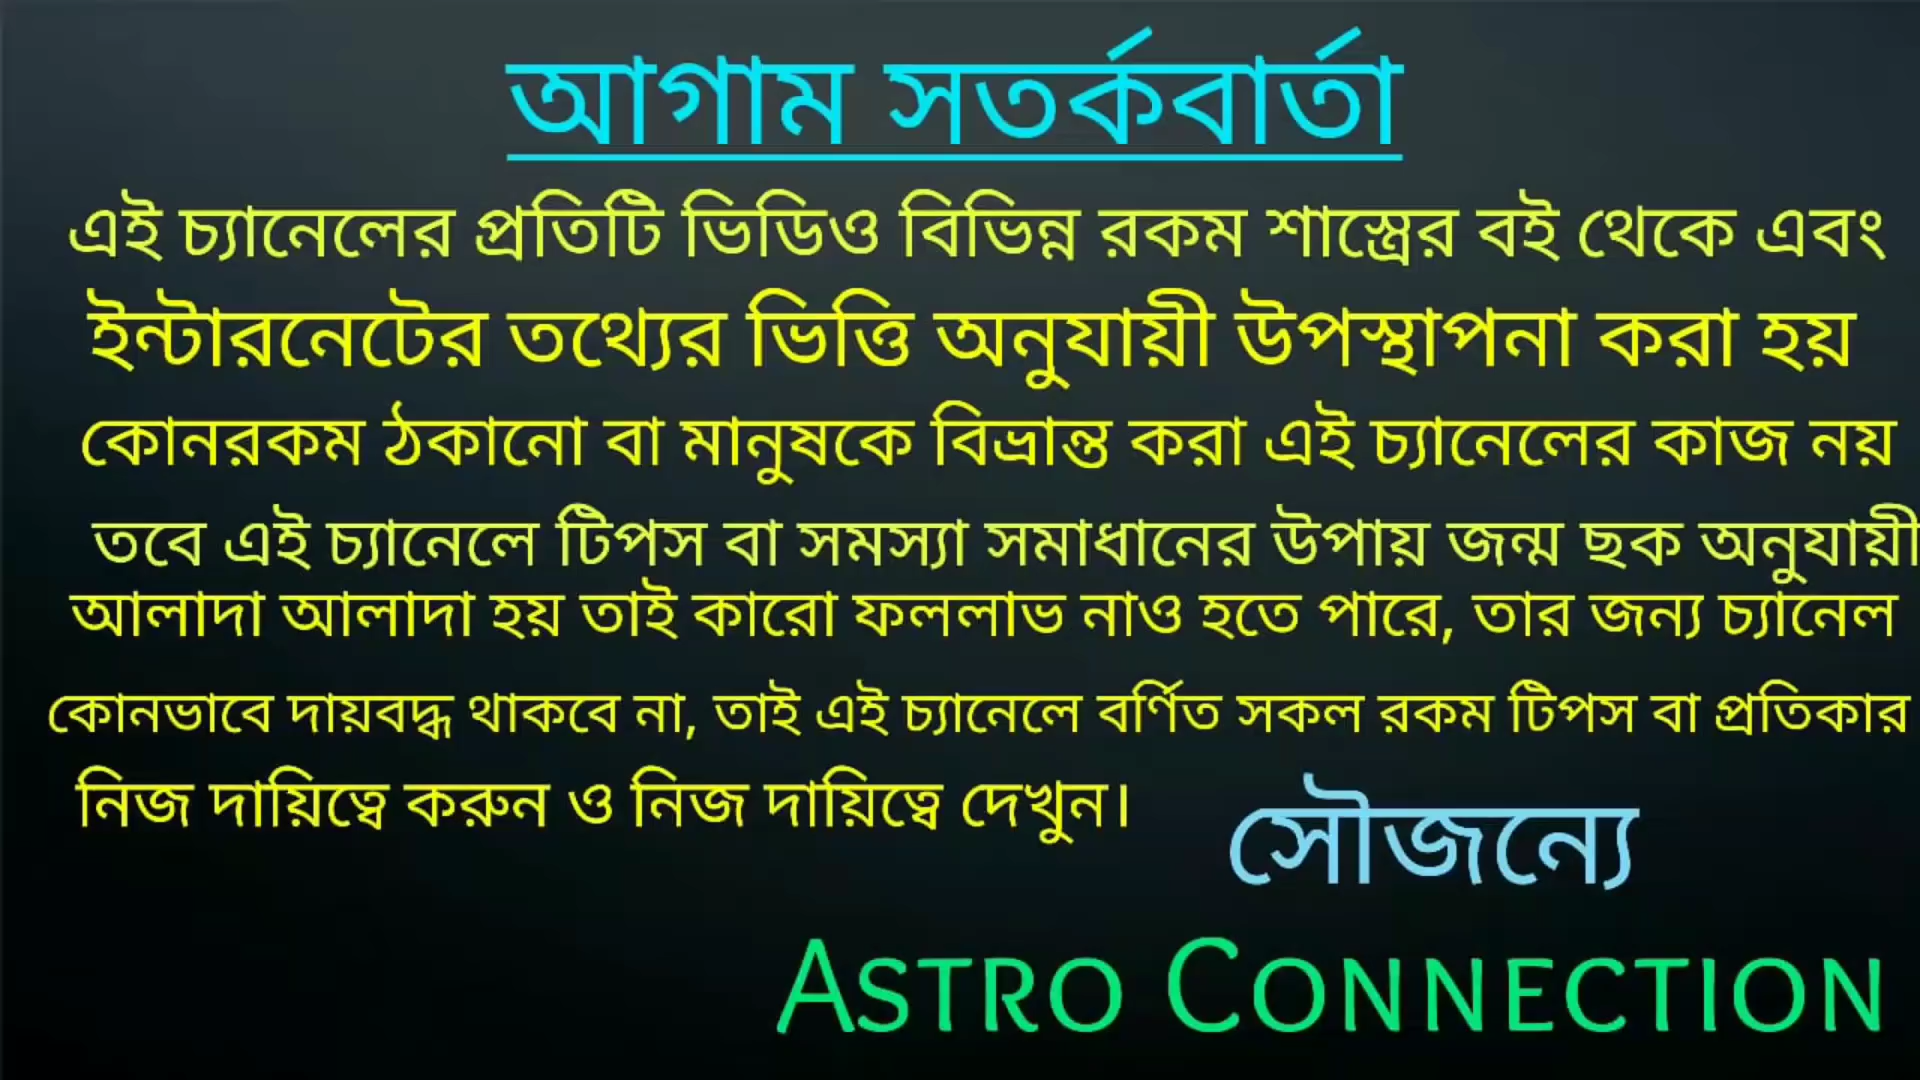 আগাম সতর্কবার্তা
এই চ্যানেলের প্রতিটি ভিডিও বিভিন্ন রকম শাস্ত্রের বই থেকে এবং
ইন্টারনেটের তথ্যের ভিত্তি অনুযায়ী উপস্থাপনা করা হয়
কোনরকম ঠকানো বা মানুষকে বিভ্রান্ত করা এই চ্যানেলের কাজ নয়
তবে এই চ্যানেলে টিপস বা সমস্যা সমাধানের উপায় জন্ম ছক অনুযায়ী
আলাদা আলাদা হয় তাই কারো ফললাভ নাও হতে পারে, তার জন্য চ্যানেল
কোনভাবে দায়বদ্ধ থাকবে না, তাই এই চ্যানেলে বর্ণিত সকল রকম টিপস বা প্রতিকার
নিজ দায়িত্বে করুন ও নিজ দায়িত্বে দেখুন।
সৌজন্যে
Astro Connection